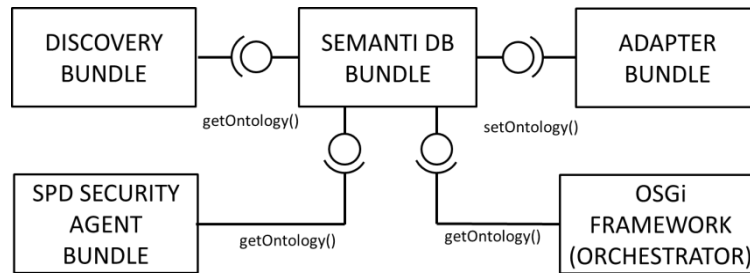 DISCOVERY
BUNDLE
SEMANTI DB
BUNDLE
ADAPTER
BUNDLE
getOntology()
setOntology()
SPD SECURITY
AGENT
BUNDLE
getOntology()
getOntology()
OSGi
FRAMEWORK
(ORCHESTRATOR)